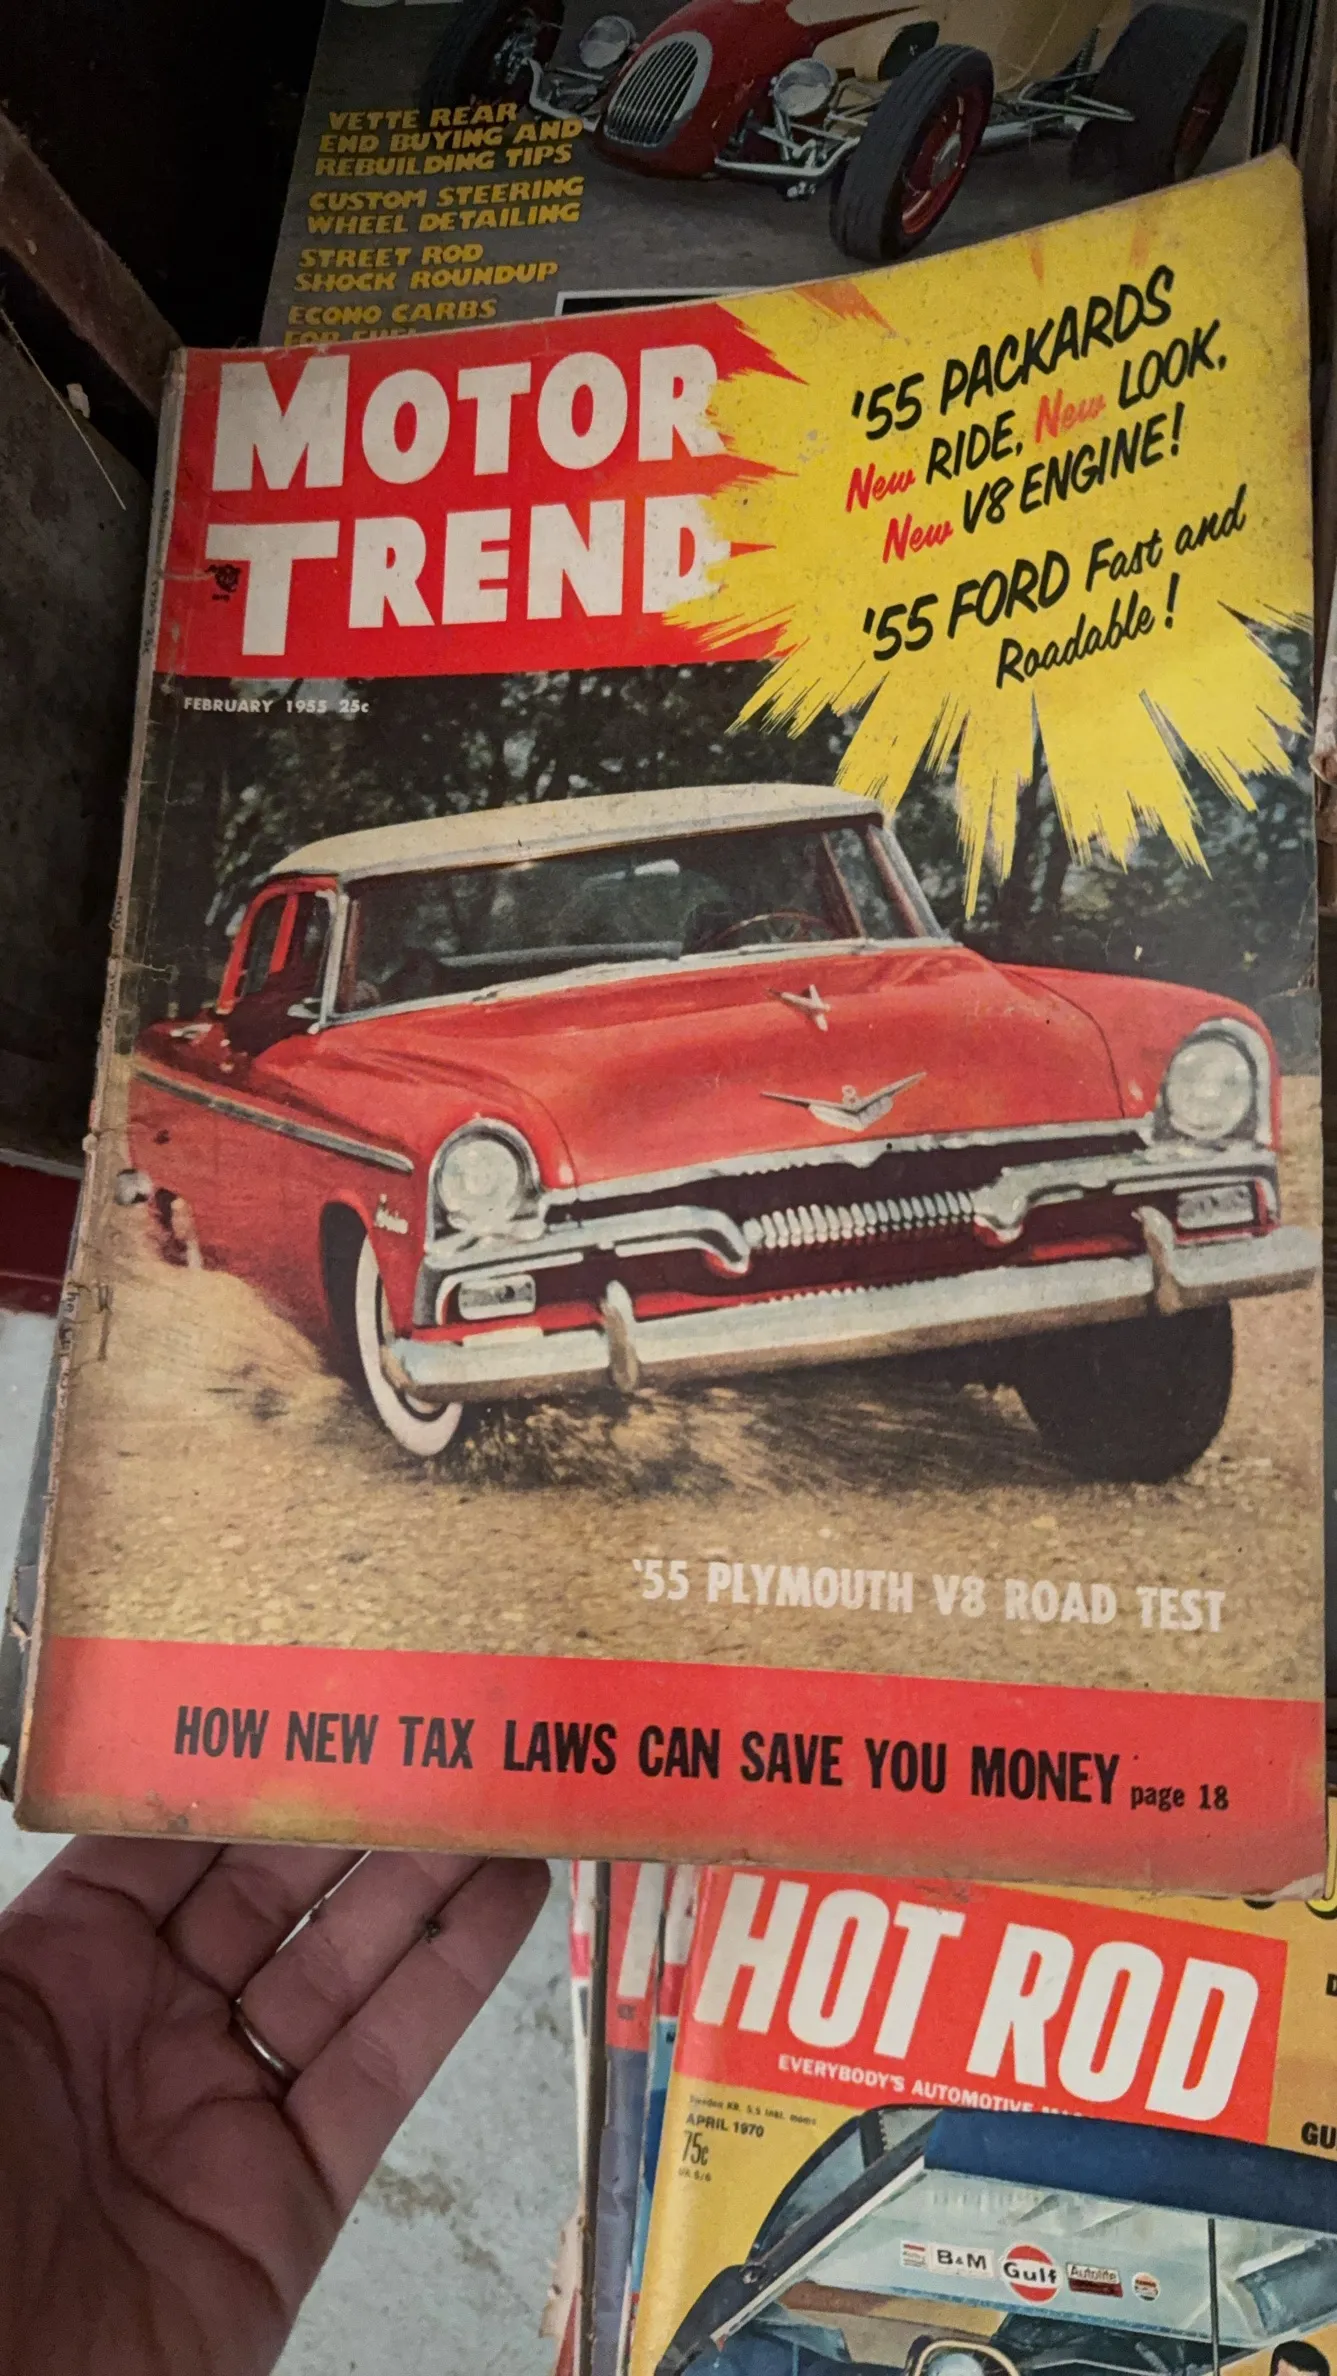 VETTE REAR
END BUYING AND
REBUILDING TIPS
CUSTOM STEERING
WHEEL DETAILING
STREET ROD
SHOCK ROUNDUP
ECONO CARBS
MOTOR
TREND
'55 PACKARDS
New RIDE, New LOOK,
New V8 ENGINE!
'55 FORD Fast and
Roadable!
FEBRUARY 1955 25c
8
'55 PLYMOUTH V8 ROAD TEST
HOW NEW TAX LAWS CAN SAVE YOU MONEY page 18
HOT ROD
EVERYBODY'S AUTOMOTIVE
APRIL 1970
75c
GU
B&M
Gulf
Autolite